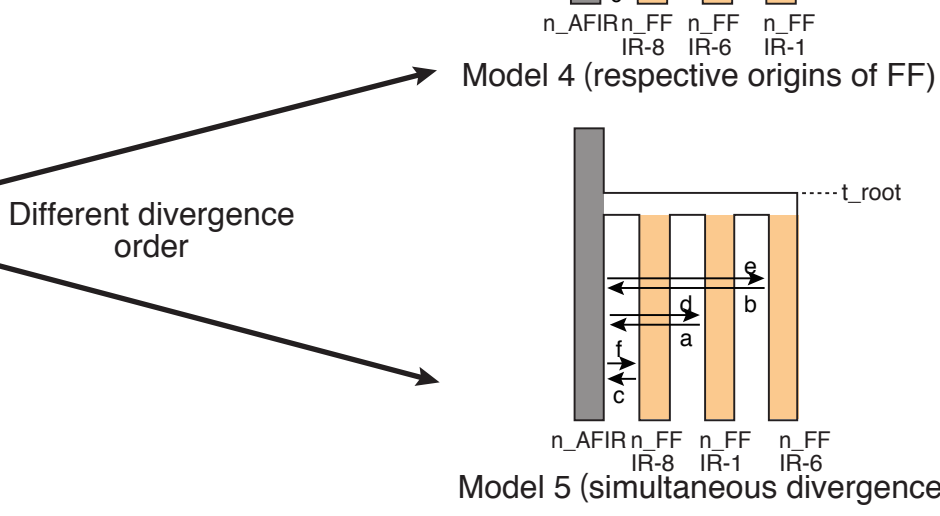 n_AFIR n_FF n_FF n_FF
IR-8 IR-6 IR-1
Model 4 (respective origins of FF)
Different divergence
order
t_root
e
b
d
a
f
c
n_AFIR n_FF n_FF n_FF
IR-8 IR-1 IR-6
Model 5 (simultaneous divergence